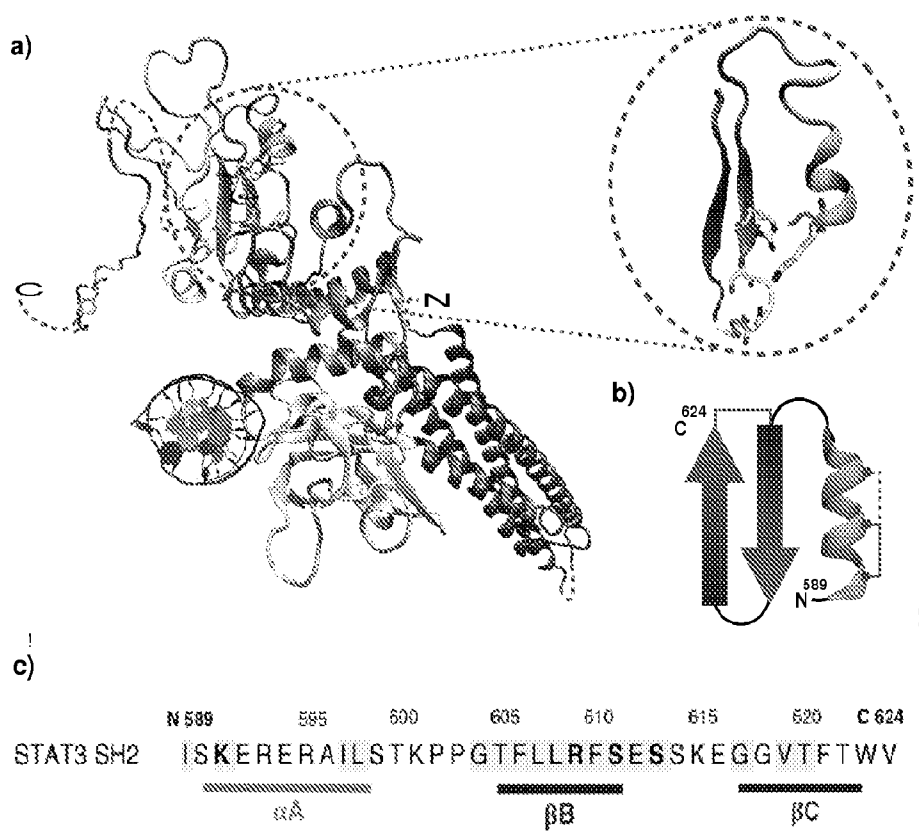 a)
C
N
b)
624
C
589
N
c)
N 589 595 600 605 610 615 620 C 624
STAT3 SH2 ISKERERAILSTKPPGTFLLRFSESSKEGGVTFTWV
αA βB βC